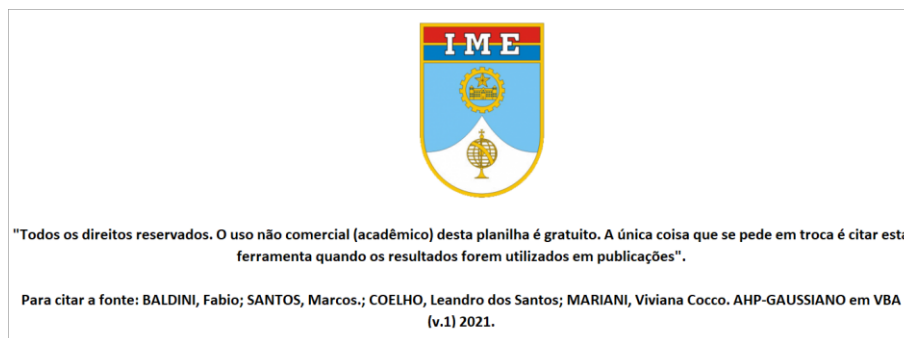 IME
"Todos os direitos reservados. O uso não comercial (acadêmico) desta planilha é gratuito. A única coisa que se pede em troca é citar esta
ferramenta quando os resultados forem utilizados em publicações".
Para citar a fonte: BALDINI, Fabio; SANTOS, Marcos.; COELHO, Leandro dos Santos; MARIANI, Viviana Cocco. AHP-GAUSSIANO em VBA
(v.1) 2021.